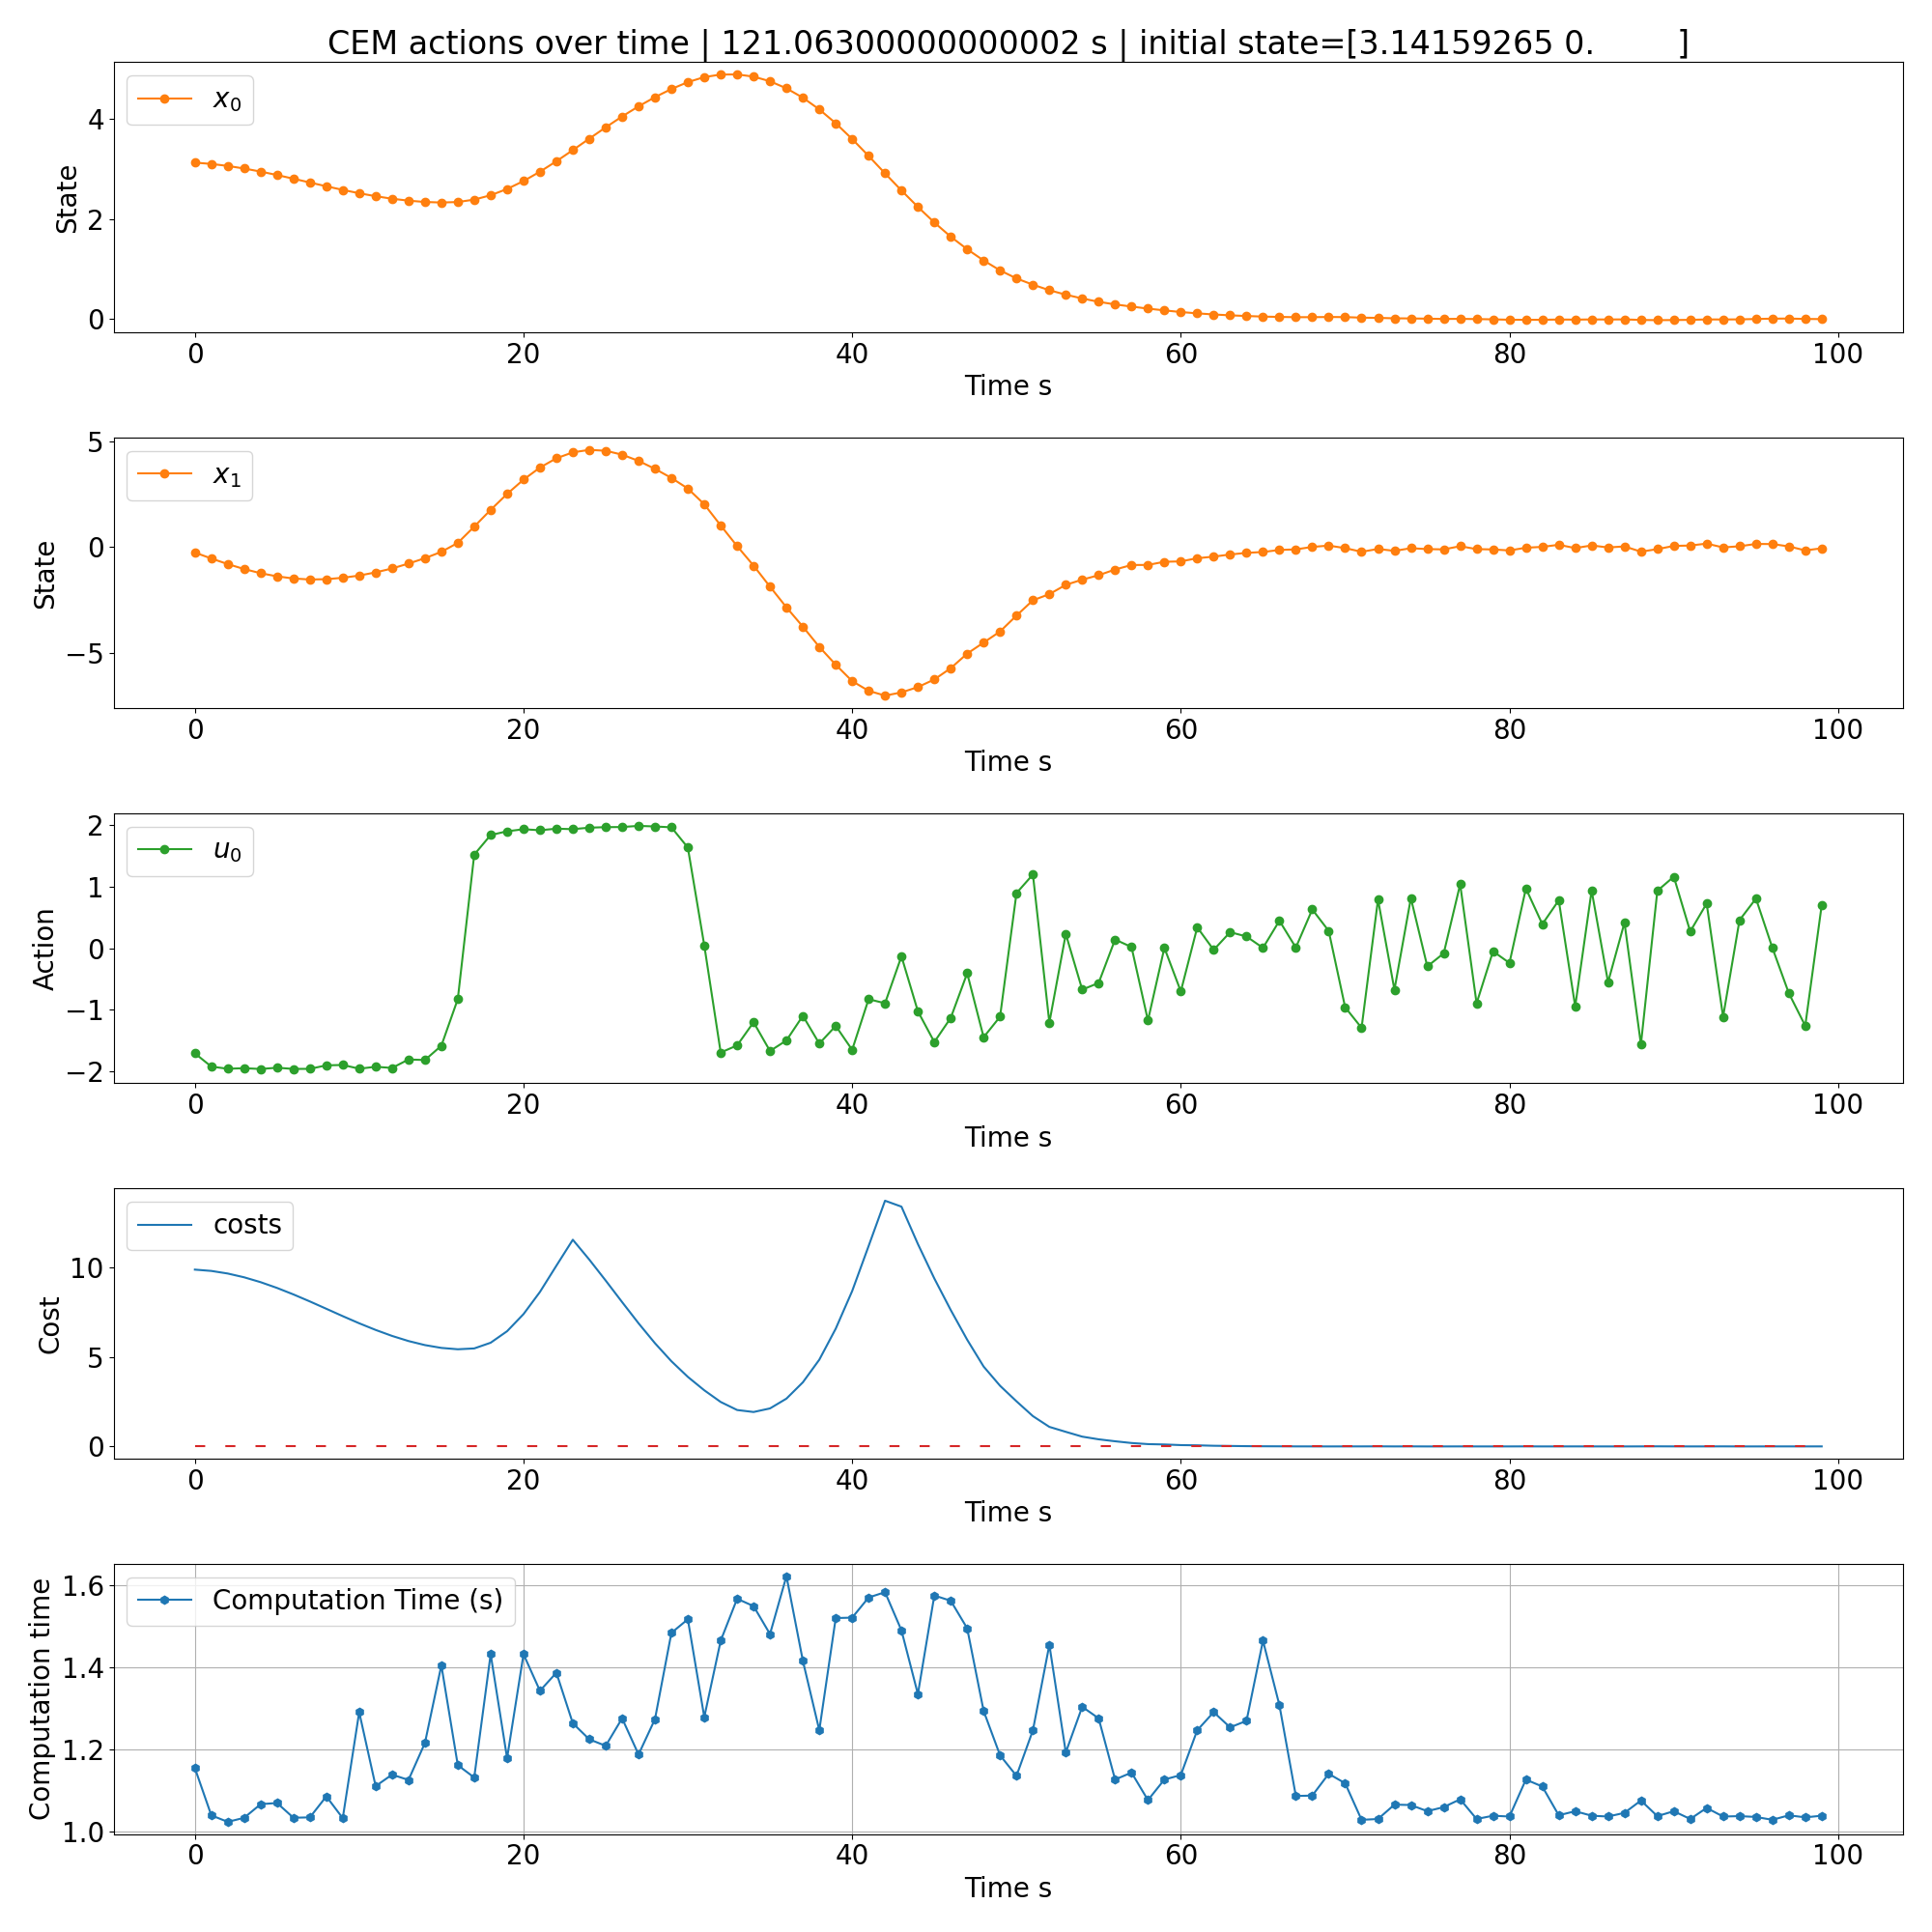 CEM actions over time | 121.06300000000002 s | initial state=[3.14159265 0. ]
x0
State
4
2
0
0 20 40 60 80 100
Time s
x1
State
5
0
−5
0 20 40 60 80 100
Time s
u0
Action
2
1
0
−1
−2
0 20 40 60 80 100
Time s
costs
Cost
10
5
0
0 20 40 60 80 100
Time s
Computation Time (s)
Computation time
1.6
1.4
1.2
1.0
0 20 40 60 80 100
Time s